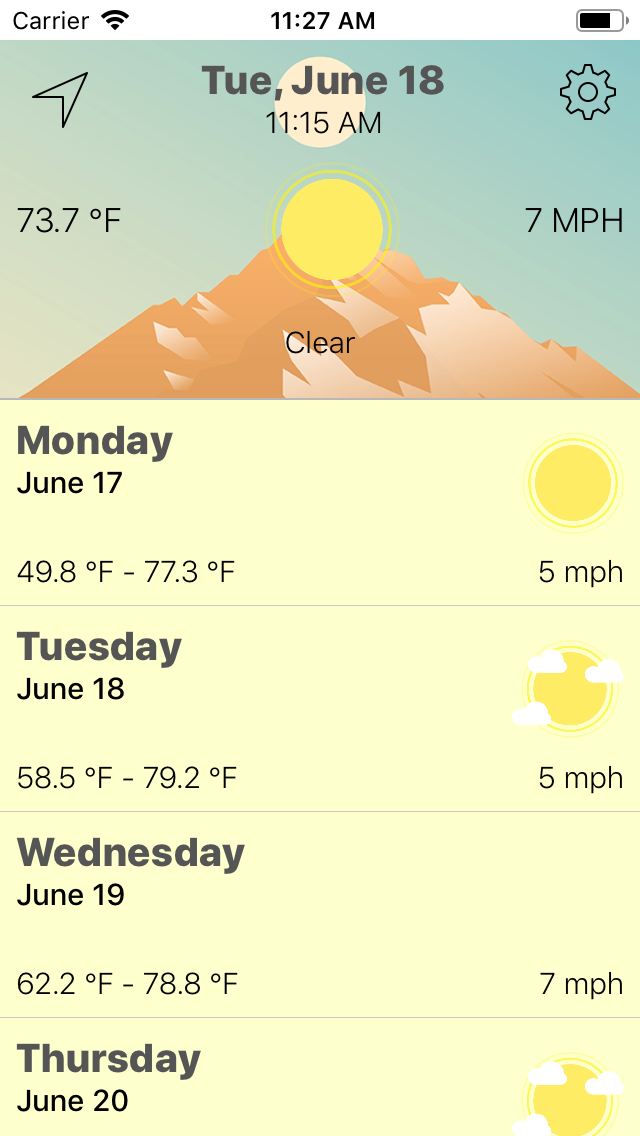 Carrier 11:27 AM
Tue, June 18
11:15 AM
73.7 °F 7 MPH
Clear
Monday
June 17
49.8 °F - 77.3 °F 5 mph
Tuesday
June 18
58.5 °F - 79.2 °F 5 mph
Wednesday
June 19
62.2 °F - 78.8 °F 7 mph
Thursday
June 20